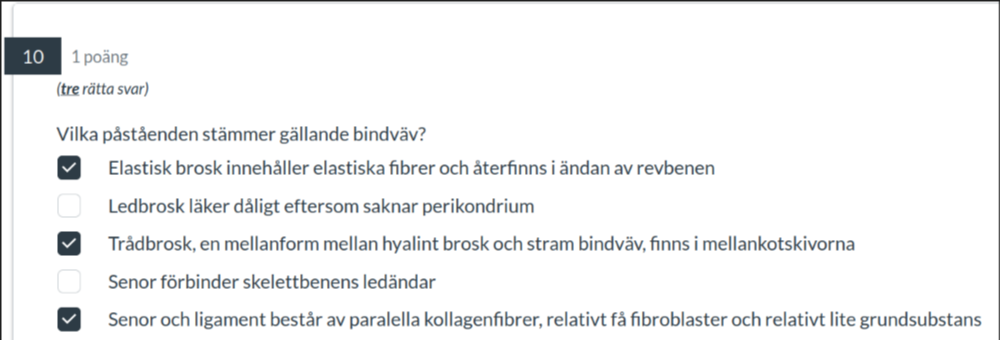 10 1 poäng
(tre rätta svar)
Vilka påståenden stämmer gällande bindväv?
Elastisk brosk innehåller elastiska fibrer och återfinns i ändan av revbenen
Ledbrosk läker dåligt eftersom saknar perikondrium
Trådbrosk, en mellanform mellan hyalint brosk och stram bindväv, finns i mellankotskivorna
Senor förbinder skelettbenens ledändar
Senor och ligament består av paralella kollagenfibrer, relativt få fibroblaster och relativt lite grundsubstans